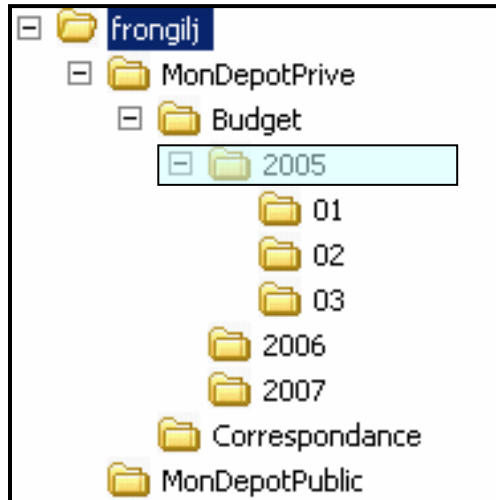 frongilj
MonDepotPrive
Budget
2005
01
02
03
2006
2007
Correspondance
MonDepotPublic